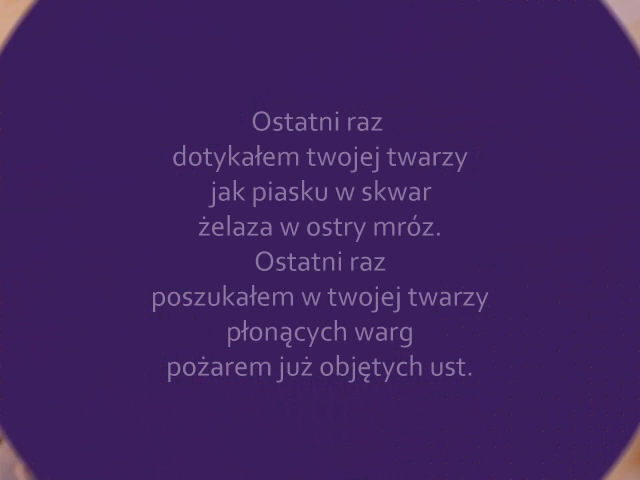 Ostatni raz
dotykałem twojej twarzy
jak piasku w skwar
żelaza w ostry mróz.
Ostatni raz
poszukałem w twojej twarzy
płonących warg
pożarem już objętych ust.